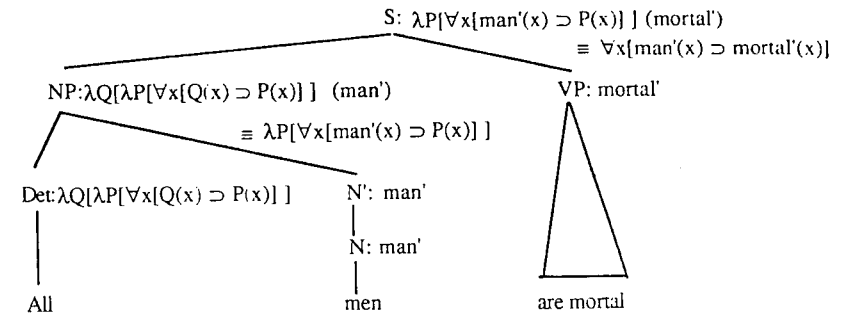 S: λP[∀x[man'(x) ⊃ P(x)] ] (mortal')
≡ ∀x[man'(x) ⊃ mortal'(x)]
NP:λQ[λP[∀x[Q(x) ⊃ P(x)] ] (man')
VP: mortal'
≡ λP[∀x[man'(x) ⊃ P(x)] ]
Det:λQ[λP[∀x[Q(x) ⊃ P(x)] ]
N': man'
N: man'
All
men
are mortal